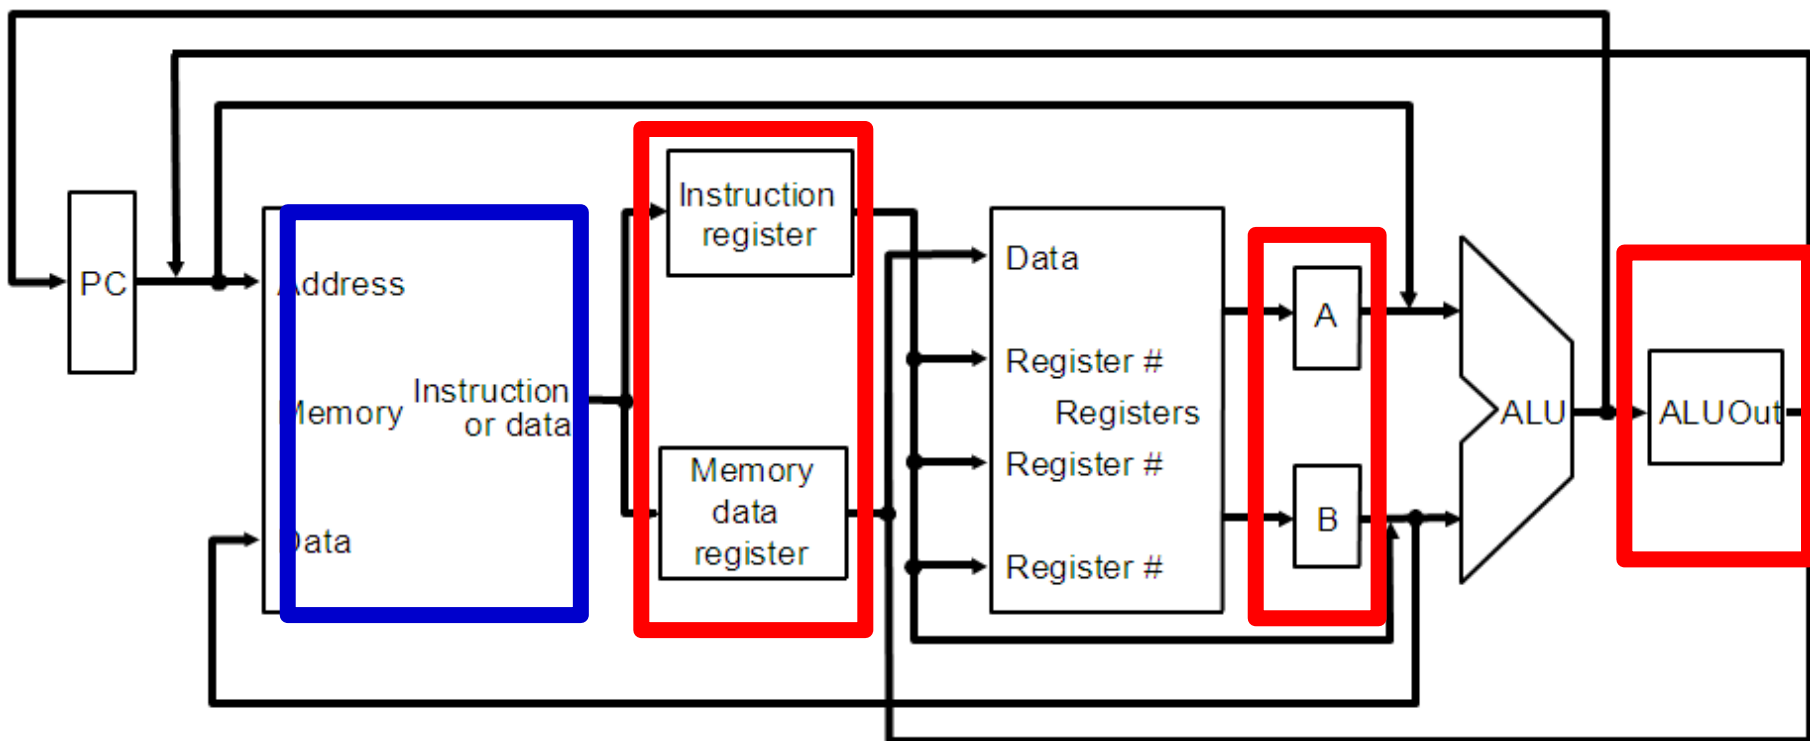 PC
Address
Memory
Instruction
or data
Data
Instruction
register
Memory
data
register
Data
Register #
Registers
Register #
Register #
A
B
ALU
ALUOut